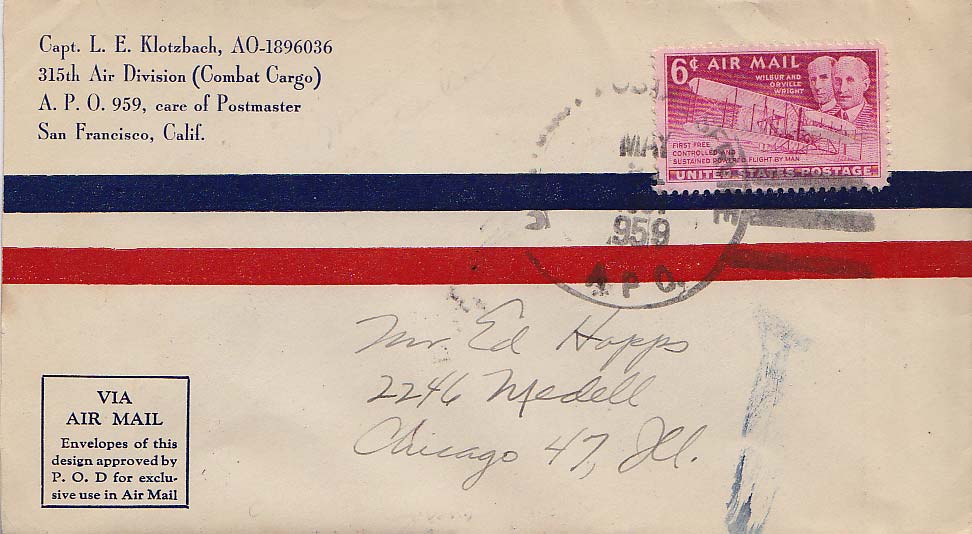 Capt. L. E. Klotzbach, AO-1896036
315th Air Division (Combat Cargo)
A. P. O. 959, care of Postmaster
San Francisco, Calif.
6¢ AIR MAIL
WILBUR AND
ORVILLE
WRIGHT
FIRST FREE
CONTROLLED AND
SUSTAINED POWERED FLIGHT BY MAN
UNITED STATES POSTAGE
MAY
959
A P O.
Mr. Ed Hopps
2246 Medell
Chicago 47, Ill.
VIA
AIR MAIL
Envelopes of this
design approved by
P. O. D for exclu-
sive use in Air Mail